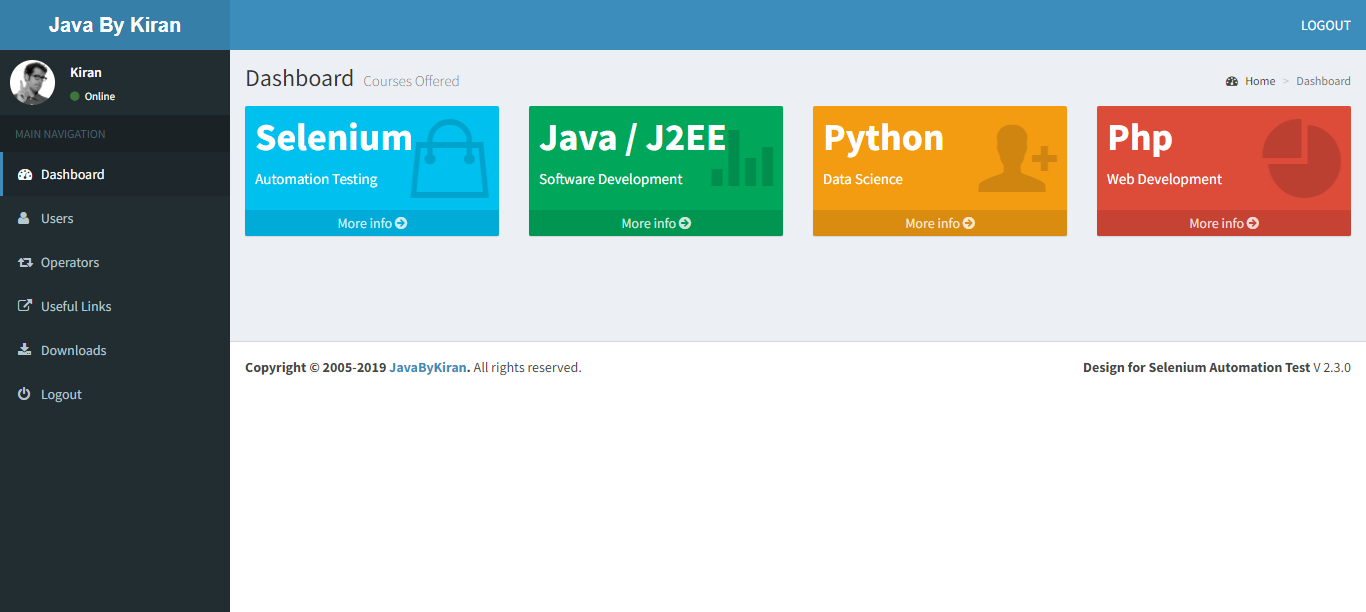 Java By Kiran
LOGOUT
Kiran
Online
MAIN NAVIGATION
Dashboard
Users
Operators
Useful Links
Downloads
Logout
Dashboard Courses Offered
Home > Dashboard
Selenium
Automation Testing
More info
Java / J2EE
Software Development
More info
Python
Data Science
More info
Php
Web Development
More info
Copyright © 2005-2019 JavaByKiran. All rights reserved.
Design for Selenium Automation Test V 2.3.0